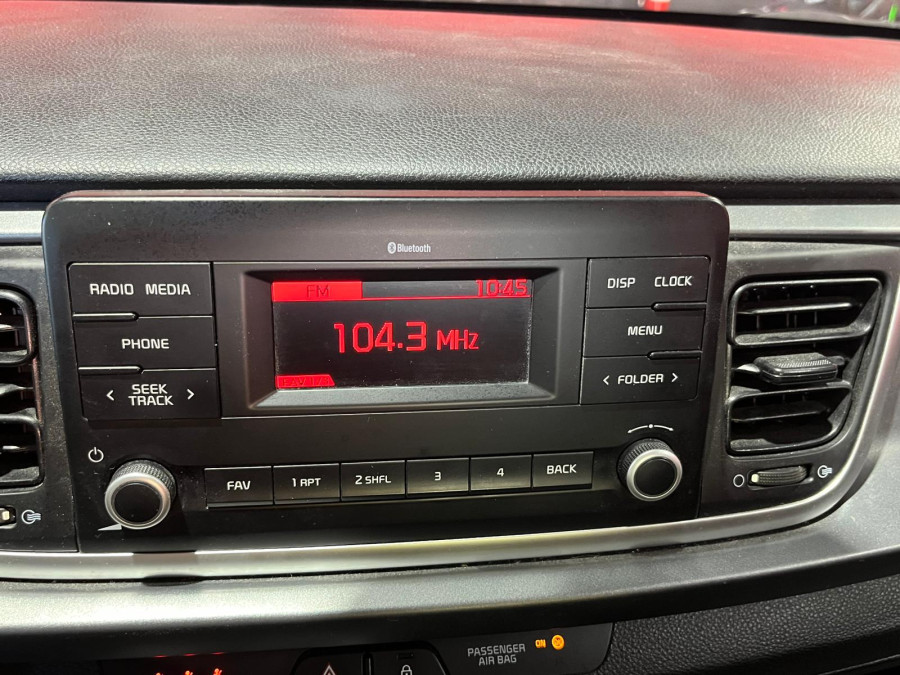 Bluetooth
RADIO MEDIA
PHONE
< SEEK TRACK >
FM 10:45
104.3 MHz
DISP CLOCK
MENU
< FOLDER >
FAV
1 RPT
2 SHFL
3
4
BACK
PASSENGER
AIR BAG
ON